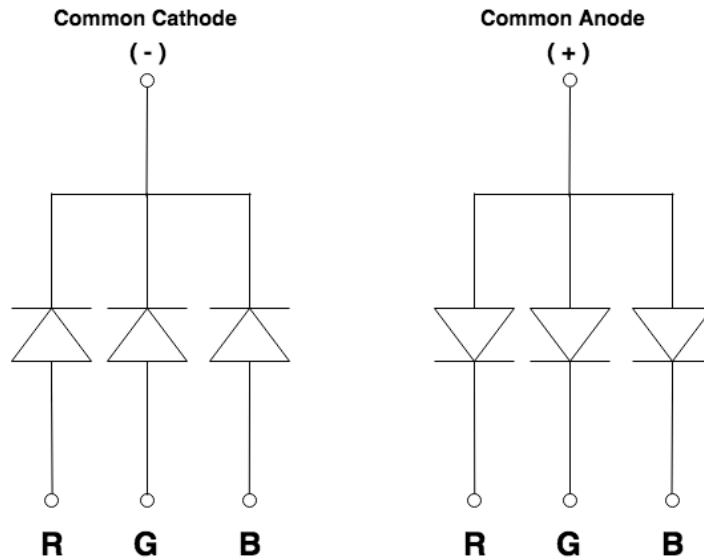 Common Cathode
( - )
R G B
Common Anode
( + )
R G B